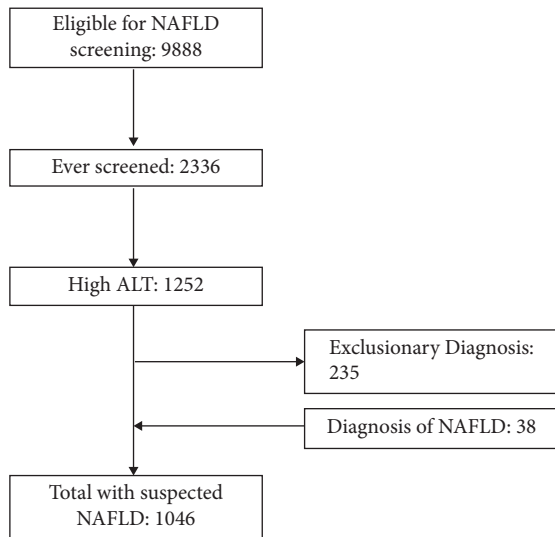 Eligible for NAFLD
screening: 9888
Ever screened: 2336
High ALT: 1252
Exclusionary Diagnosis:
235
Diagnosis of NAFLD: 38
Total with suspected
NAFLD: 1046